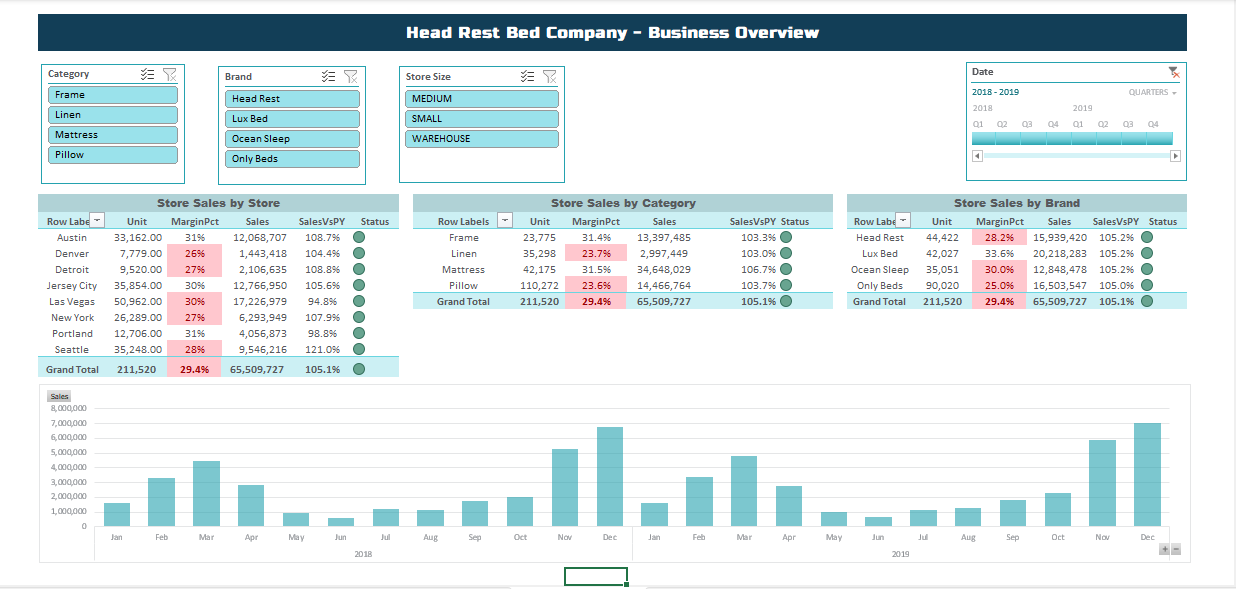 Head Rest Bed Company - Business Overview
Category
Frame
Linen
Mattress
Pillow
Brand
Head Rest
Lux Bed
Ocean Sleep
Only Beds
Store Size
MEDIUM
SMALL
WAREHOUSE
Date
2018 - 2019 QUARTERS
2018 2019
Q1 Q2 Q3 Q4 Q1 Q2 Q3 Q4
Store Sales by Store
Row Labe Unit MarginPct Sales SalesVsPY Status
Austin 33,162.00 31% 12,068,707 108.7%
Denver 7,779.00 26% 1,443,418 104.4%
Detroit 9,520.00 27% 2,106,635 108.8%
Jersey City 35,854.00 30% 12,766,950 105.6%
Las Vegas 50,962.00 30% 17,226,979 94.8%
New York 26,289.00 27% 6,293,949 107.9%
Portland 12,706.00 31% 4,056,873 98.8%
Seattle 35,248.00 28% 9,546,216 121.0%
Grand Total 211,520 29.4% 65,509,727 105.1%
Store Sales by Category
Row Labels Unit MarginPct Sales SalesVsPY Status
Frame 23,775 31.4% 13,397,485 103.3%
Linen 35,298 23.7% 2,997,449 103.0%
Mattress 42,175 31.5% 34,648,029 106.7%
Pillow 110,272 23.6% 14,466,764 103.7%
Grand Total 211,520 29.4% 65,509,727 105.1%
Store Sales by Brand
Row Labe Unit MarginPct Sales SalesVsPY Status
Head Rest 44,422 28.2% 15,939,420 105.2%
Lux Bed 42,027 33.6% 20,218,283 105.2%
Ocean Sleep 35,051 30.0% 12,848,478 105.2%
Only Beds 90,020 25.0% 16,503,547 105.0%
Grand Total 211,520 29.4% 65,509,727 105.1%
Sales
8,000,000
7,000,000
6,000,000
5,000,000
4,000,000
3,000,000
2,000,000
1,000,000
0
Jan Feb Mar Apr May Jun Jul Aug Sep Oct Nov Dec Jan Feb Mar Apr May Jun Jul Aug Sep Oct Nov Dec
2018 2019